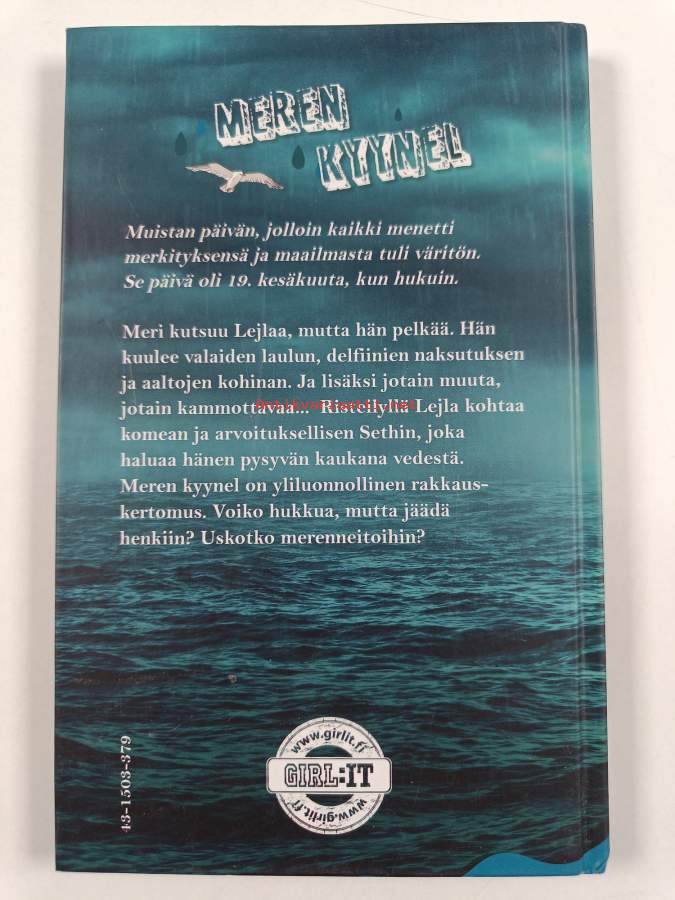 MEREN
KYYNEL
Muistan päivän, jolloin kaikki menetti
merkityksensä ja maailmasta tuli väritön.
Se päivä oli 19. kesäkuuta, kun hukuin.
Meri kutsuu Lejlaa, mutta hän pelkää. Hän
kuulee valaiden laulun, delfiinien naksutuksen
ja aaltojen kohinan. Ja lisäksi jotain muuta,
jotain kammottavaa... Risteilyllä Lejla kohtaa
komean ja arvoituksellisen Sethin, joka
haluaa hänen pysyvän kaukana vedestä.
Meren kyynel on yliluonnollinen rakkaus-
kertomus. Voiko hukkua, mutta jäädä
henkiin? Uskotko merenneitoihin?
www.girlit.fi
GIRL:IT
www.girlit.fi
43-1503-379